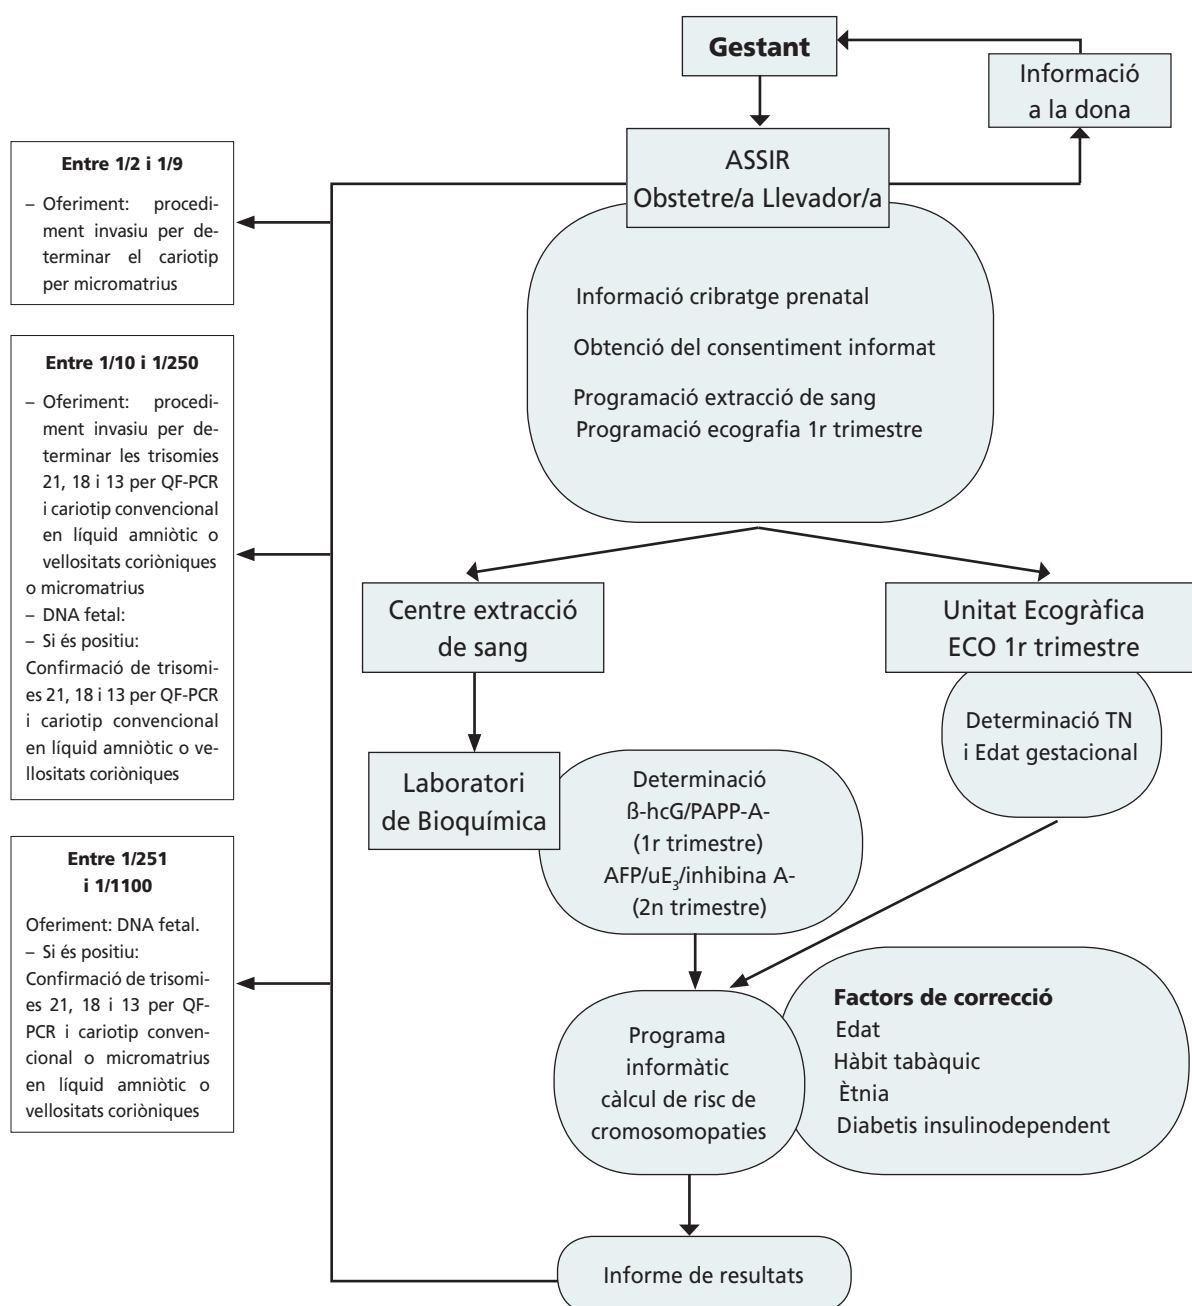 Gestant
Informació
a la dona
ASSIR
Obstetre/a Llevador/a
Informació cribratge prenatal
Obtenció del consentiment informat
Programació extracció de sang
Programació ecografia 1r trimestre
Entre 1/2 i 1/9
– Oferiment: procedi-
ment invasiu per de-
terminar el cariotip
per micromatrius
Entre 1/10 i 1/250
– Oferiment: procedi-
ment invasiu per de-
terminar les trisomies
21, 18 i 13 per QF-PCR
i cariotip convencional
en líquid amniòtic o
vellositats coriòniques
o micromatrius
– DNA fetal:
– Si és positiu:
Confirmació de trisomi-
es 21, 18 i 13 per QF-PCR
i cariotip convencional
en líquid amniòtic o ve-
llositats coriòniques
Entre 1/251
i 1/1100
Oferiment: DNA fetal.
– Si és positiu:
Confirmació de trisomi-
es 21, 18 i 13 per QF-
PCR i cariotip conven-
cional o micromatrius
en líquid amniòtic o
vellositats coriòniques
Centre extracció
de sang
Unitat Ecogràfica
ECO 1r trimestre
Determinació TN
i Edat gestacional
Laboratori
de Bioquímica
Determinació
ß-hcG/PAPP-A-
(1r trimestre)
AFP/uE₃/inhibina A-
(2n trimestre)
Programa
informàtic
càlcul de risc de
cromosomopaties
Factors de correcció
Edat
Hàbit tabàquic
Ètnia
Diabetis insulinodependent
Informe de resultats